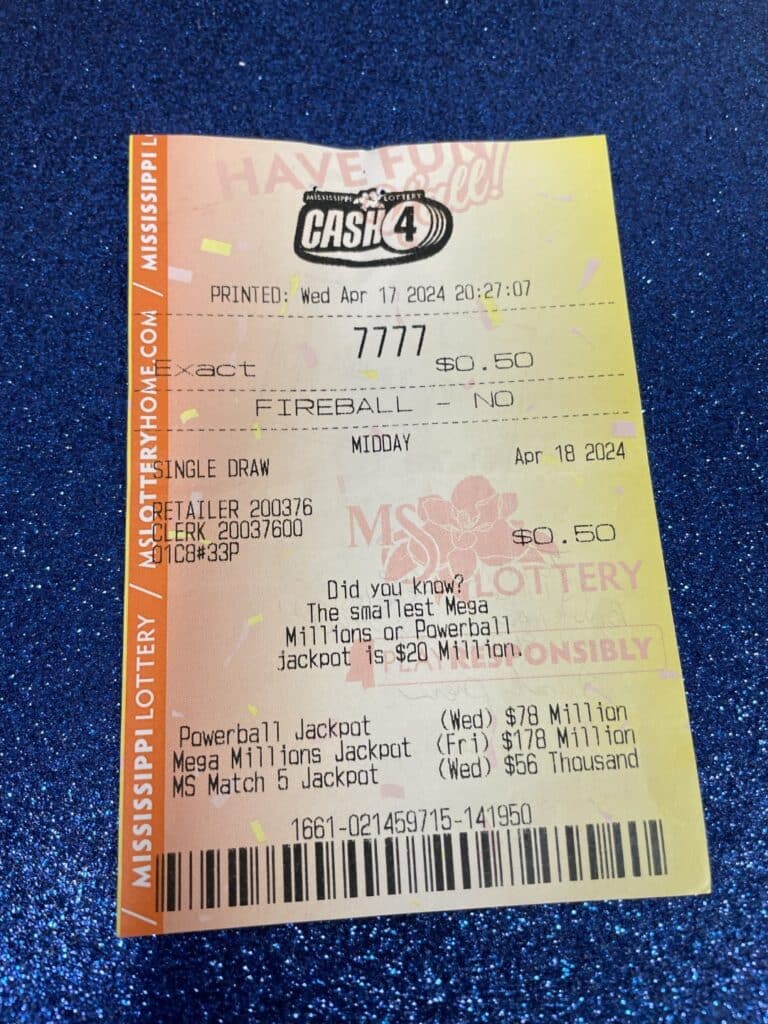 HAVE FUN
Y'all!
MISSISSIPPI LOTTERY
CASH 4
PRINTED: Wed Apr 17 2024 20:27:07
7777
Exact $0.50
FIREBALL - NO
MIDDAY
SINGLE DRAW Apr 18 2024
RETAILER 200376
CLERK 20037600 $0.50
01C8#33P
MS LOTTERY
Did you know?
The smallest Mega
Millions or Powerball
jackpot is $20 Million.
PLAY RESPONSIBLY
Powerball Jackpot (Wed) $78 Million
Mega Millions Jackpot (Fri) $178 Million
MS Match 5 Jackpot (Wed) $56 Thousand
1661-021459715-141950
/ MISSISSIPPI LOTTERY / MSLOTTERYHOME.COM / MISSISSIPPI L